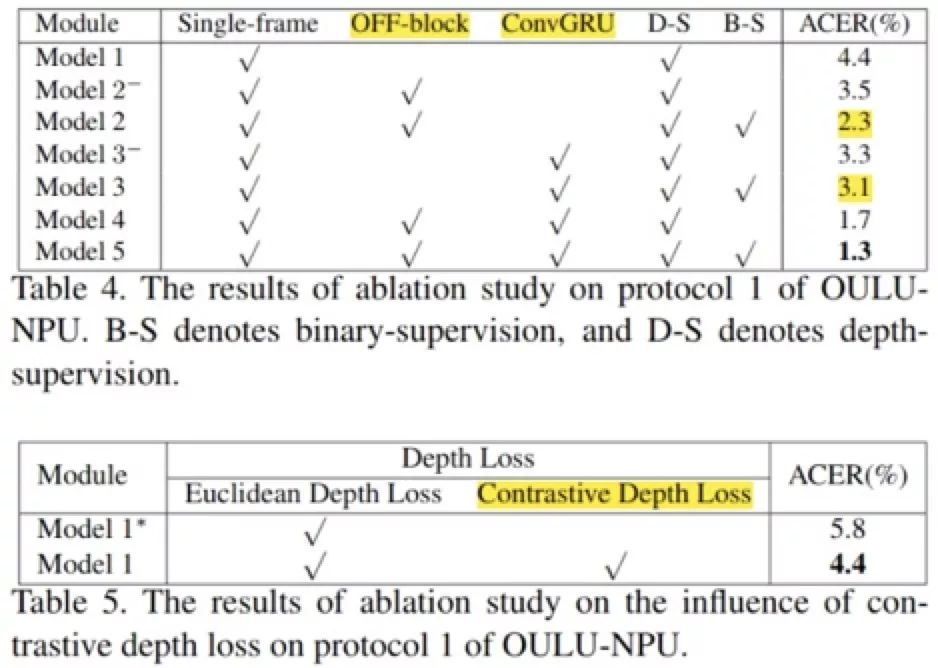 Module Single-frame OFF-block ConvGRU D-S B-S ACER(%)
Model 1 √ √ 4.4
Model 2⁻ √ √ √ 3.5
Model 2 √ √ √ √ 2.3
Model 3⁻ √ √ √ 3.3
Model 3 √ √ √ √ 3.1
Model 4 √ √ √ √ 1.7
Model 5 √ √ √ √ √ 1.3
Table 4. The results of ablation study on protocol 1 of OULU-
NPU. B-S denotes binary-supervision, and D-S denotes depth-
supervision.
Module Depth Loss ACER(%)
Euclidean Depth Loss Contrastive Depth Loss
Model 1* √ 5.8
Model 1 √ √ 4.4
Table 5. The results of ablation study on the influence of con-
trastive depth loss on protocol 1 of OULU-NPU.